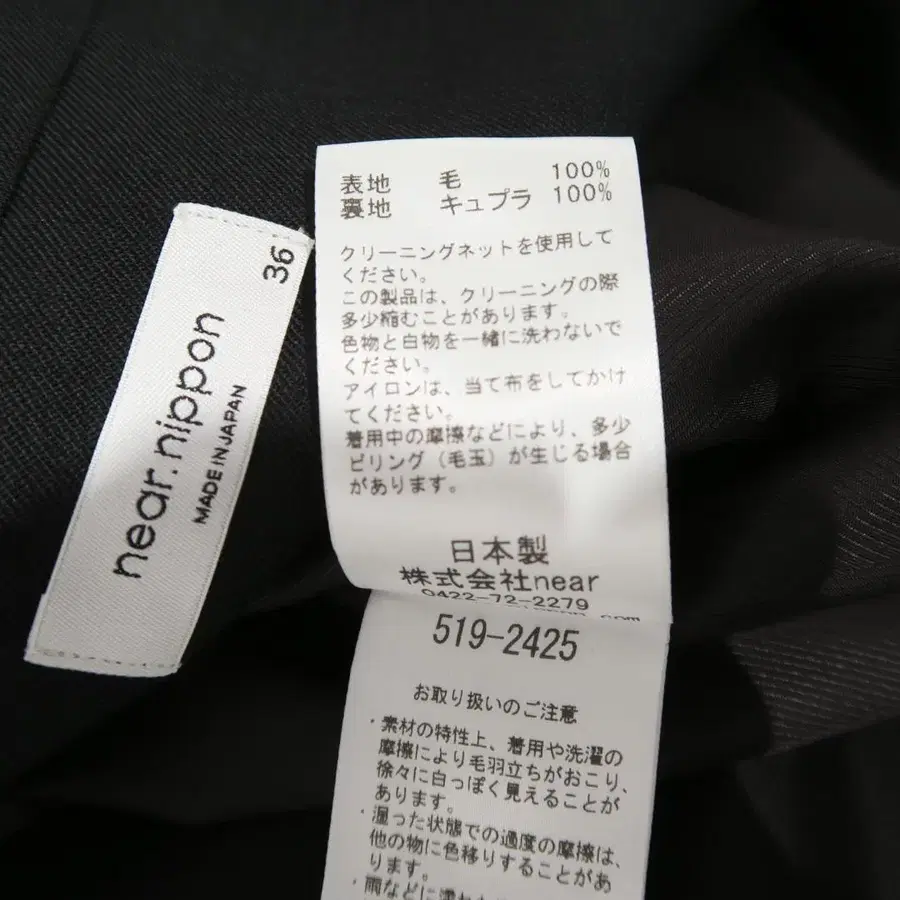 near.nippon
MADE IN JAPAN
36
表地 毛 100%
裏地 キュプラ 100%
クリーニングネットを使用して
ください。
この製品は、クリーニングの際
多少縮むことがあります。
色物と白物を一緒に洗わないで
ください。
アイロンは、当て布をしてかけ
てください。
着用中の摩擦などにより、多少
ピリング（毛玉）が生じる場合
があります。
日本製
株式会社near
0422-72-2279
519-2425
お取り扱いのご注意
・素材の特性上、着用や洗濯の
摩擦により毛羽立ちがおこり、
徐々に白っぽく見えることが
あります。
・湿った状態での過度の摩擦は、
他の物に色移りすることがあ
ります。
・雨などに濡れた